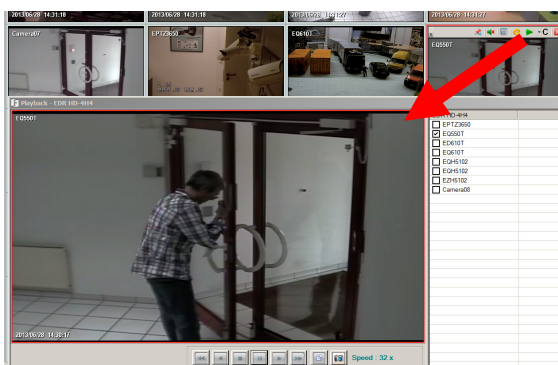 2013/06/28 14:31:18
2013/06/28 14:31:18
2013/06/28 14:31:27
2013/06/28 14:31:27
Camera07
EPTZ3650
EQ610T
EQ550T
Playback - EDR HD-4H4
HD-4H4
EQ550T
EPTZ3650
EQ550T
ED610T
EQ610T
EQH5102
EQH5102
EZH5102
Camera08
2013/06/28 14:30:17
Speed : 32 x